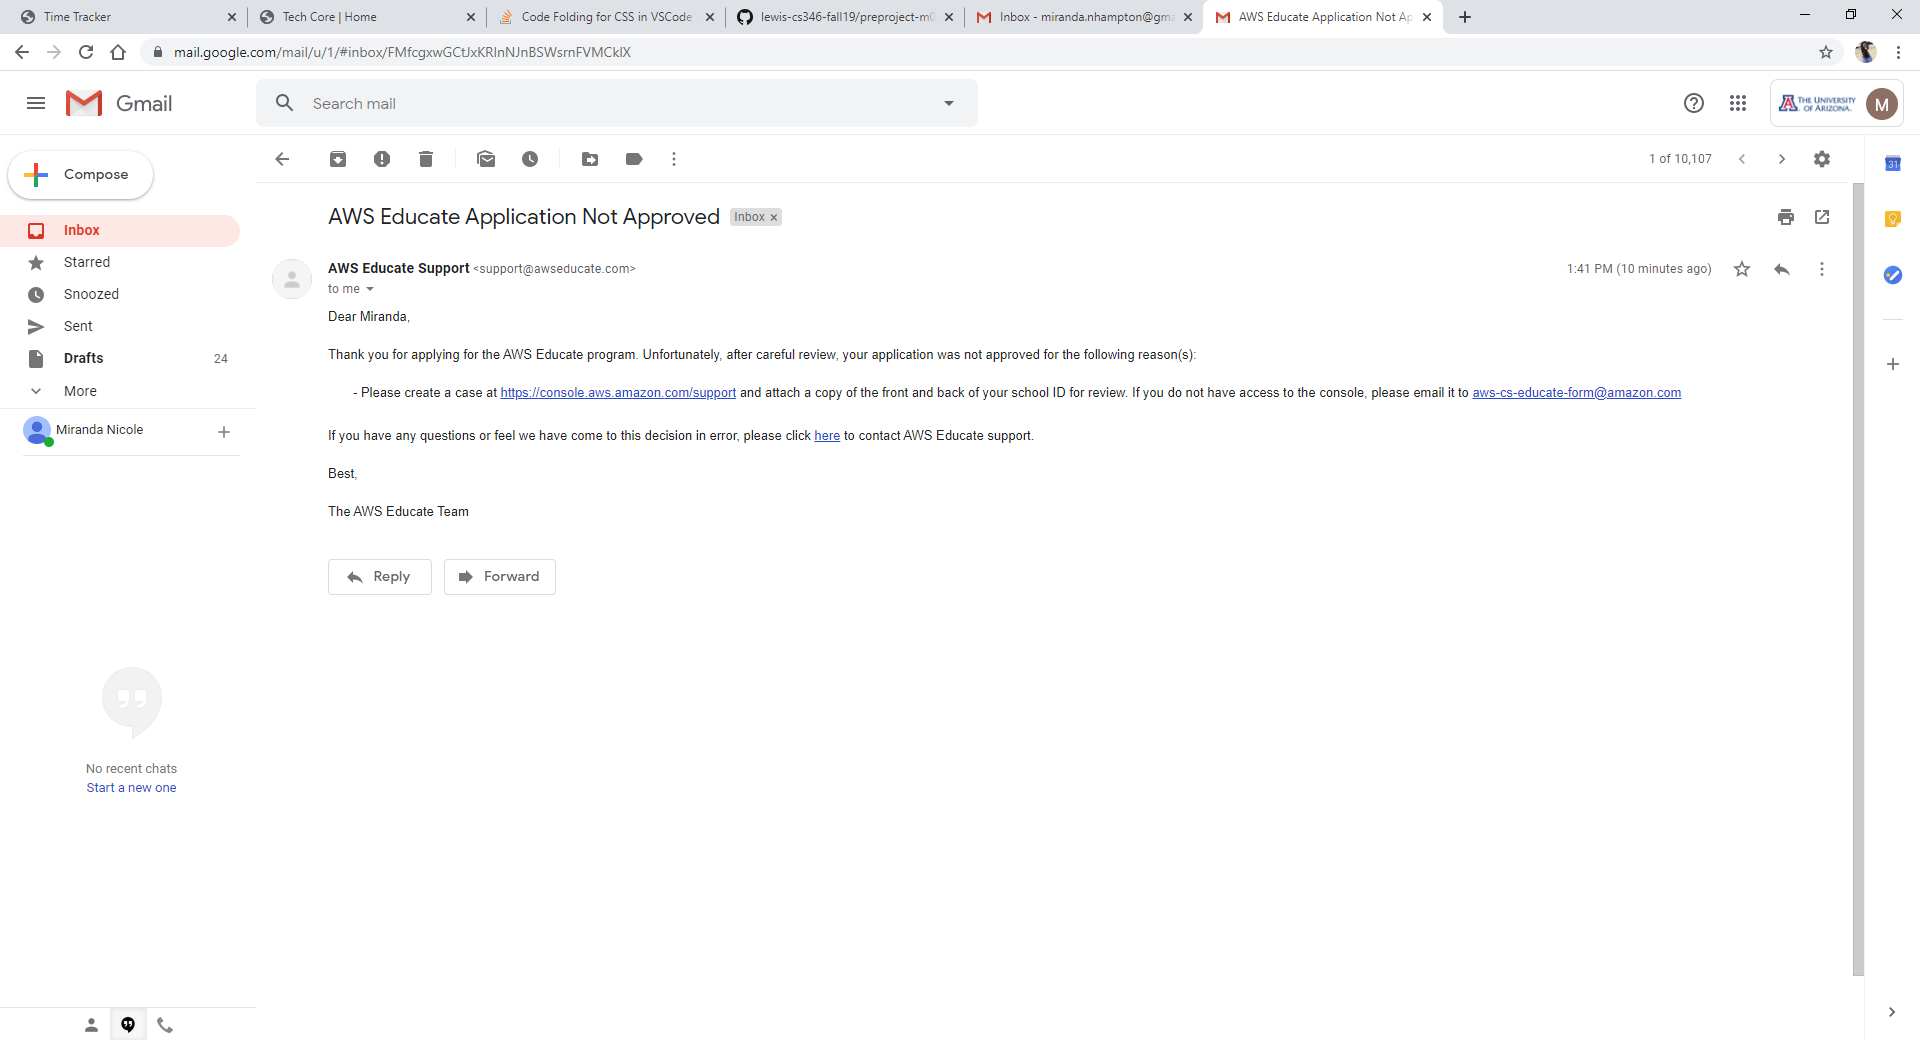 Time Tracker
Tech Core | Home
Code Folding for CSS in VSCode
lewis-cs346-fall19/preproject-m0
Inbox - miranda.nhampton@gma
AWS Educate Application Not Ap
mail.google.com/mail/u/1/#inbox/FMfcgxwGCtJxKRlnNJnBSWsrnFVMCklX
Gmail
Search mail
THE UNIVERSITY
OF ARIZONA.
M
Compose
1 of 10,107
31
Inbox
Starred
Snoozed
Sent
Drafts 24
More
Miranda Nicole
AWS Educate Application Not Approved Inbox x
AWS Educate Support <support@awseducate.com> 1:41 PM (10 minutes ago)
to me
Dear Miranda,
Thank you for applying for the AWS Educate program. Unfortunately, after careful review, your application was not approved for the following reason(s):
- Please create a case at https://console.aws.amazon.com/support and attach a copy of the front and back of your school ID for review. If you do not have access to the console, please email it to aws-cs-educate-form@amazon.com
If you have any questions or feel we have come to this decision in error, please click here to contact AWS Educate support.
Best,
The AWS Educate Team
Reply
Forward
No recent chats
Start a new one